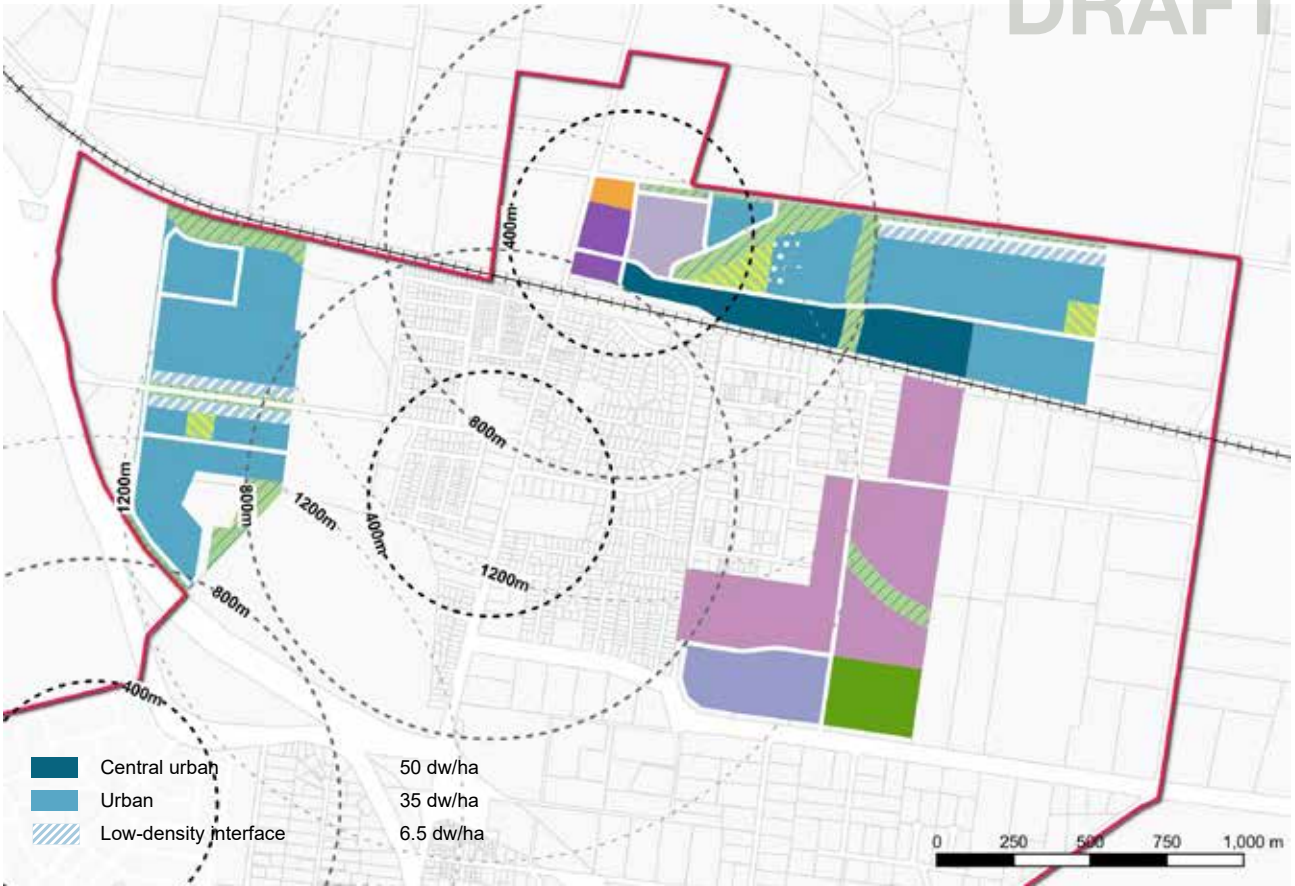 DRAFT
400m
800m
1200m
800m
1200m
400m
1200m
800m
400m
Central urban 50 dw/ha
Urban 35 dw/ha
Low-density interface 6.5 dw/ha
0 250 500 750 1,000 m